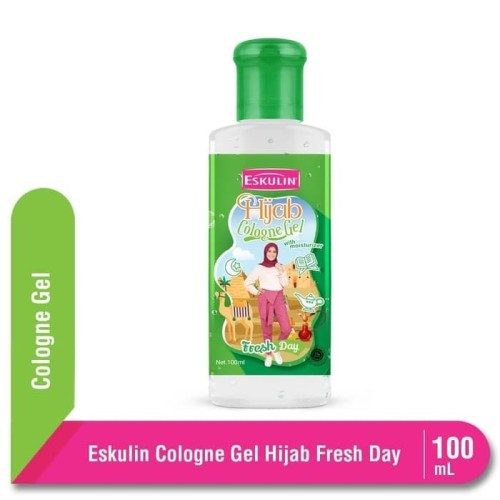 ESKULIN
Hijab
Cologne Gel
with moisturizer
Fresh Day
Net 100ml
Cologne Gel
Eskulin Cologne Gel Hijab Fresh Day
100
mL